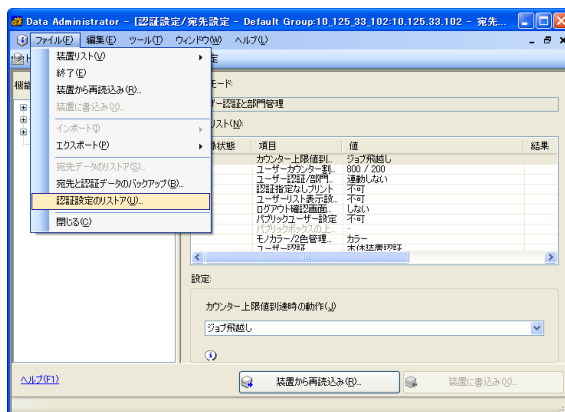 Data Administrator - [認証設定/宛先設定 - Default Group:10_125_33_102:10.125.33.102 - 宛先...
ファイル(F) 編集(E) ツール(T) ウィンドウ(W) ヘルプ(L)
装置リスト(V)
終了(E)
装置から再読込み(R)...
装置に書込み(X)...
インポート(I)
エクスポート(P)
宛先データのリストア(S)...
宛先と認証データのバックアップ(B)...
認証設定のリストア(U)...
閉じる(C)
リスト(N):
項目 値 結果
カウンター上限値到... ジョブ飛越し
ユーザーカウンター割... 800 / 200
ユーザー認証/部門... 連動しない
認証指定なしプリント 不可
ユーザーリスト表示設... 不可
ログアウト確認画面... しない
パブリックユーザー設定 不可
パブリックボックスの上... -
モノカラー/2色管理... カラー
ユーザー認証 本体装置認証
設定:
カウンター上限値到達時の動作(J)
ジョブ飛越し
ヘルプ(F1)
装置から再読込み(R)...
装置に書込み(X)...